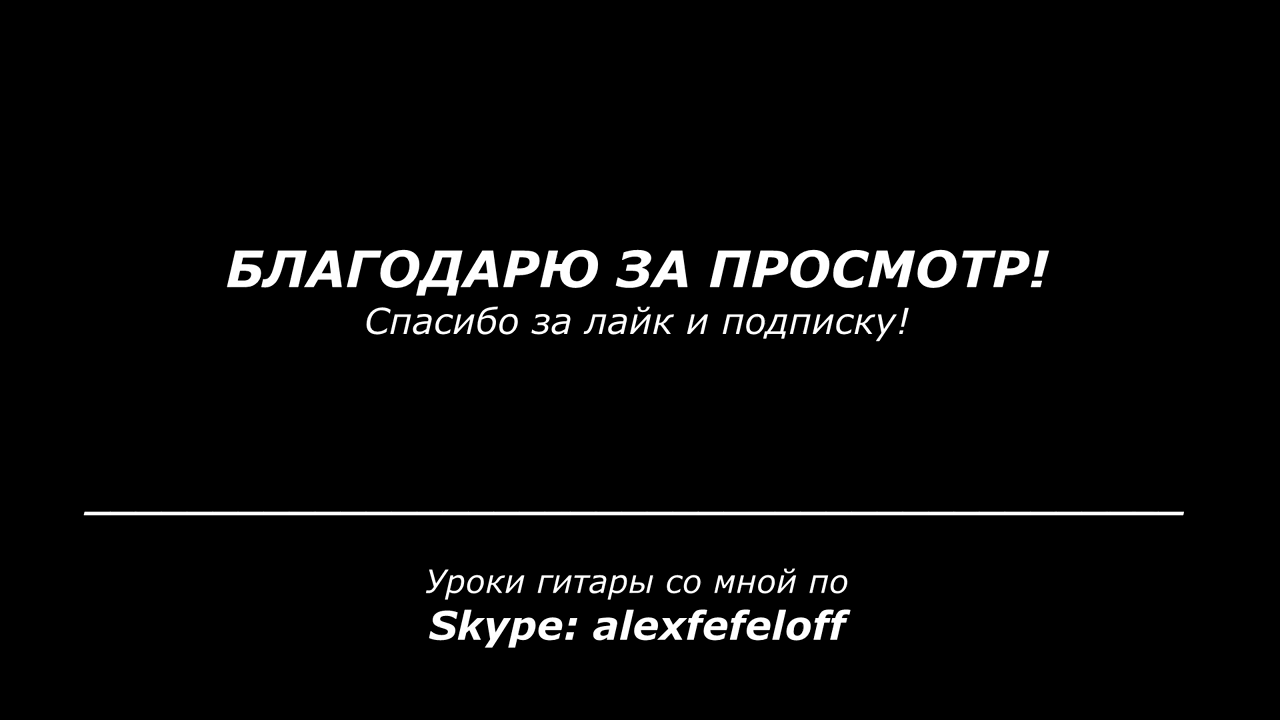 БЛАГОДАРЮ ЗА ПРОСМОТР!
Спасибо за лайк и подписку!
Уроки гитары со мной по
Skype: alexfefeloff